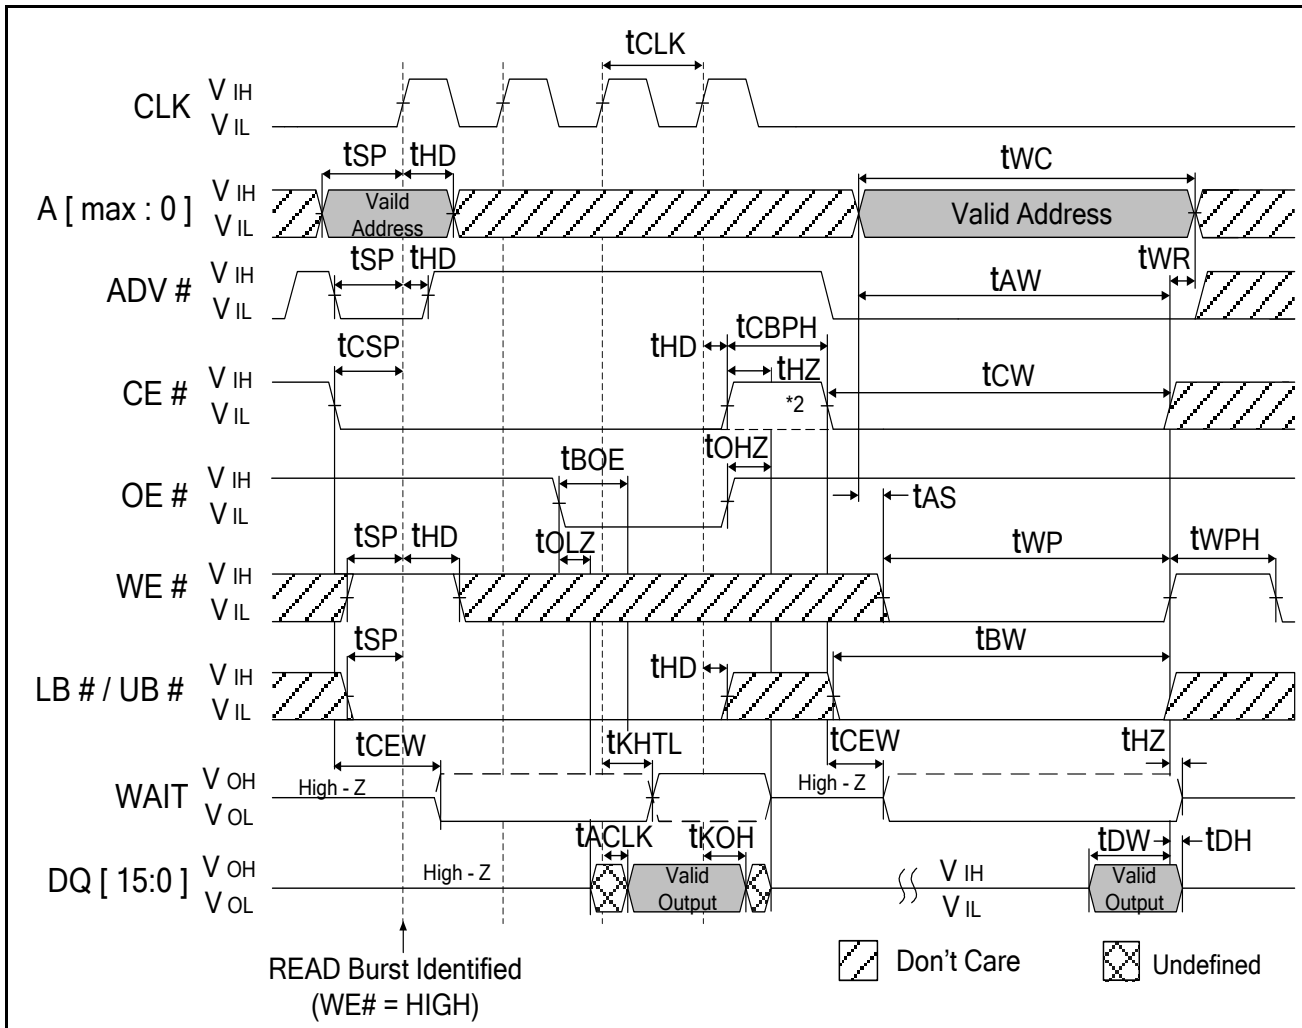 tCLK
CLK
V IH
V IL
tSP
tHD
tWC
A [ max : 0 ]
V IH
V IL
Vaild
Address
Valid Address
tSP
tHD
tWR
ADV #
V IH
V IL
tAW
tCSP
tHD
tCBPH
tHZ
tCW
CE #
V IH
V IL
*2
tOHZ
tBOE
OE #
V IH
V IL
tAS
tSP
tHD
tOLZ
tWP
tWPH
WE #
V IH
V IL
tSP
tHD
tBW
LB # / UB #
V IH
V IL
tCEW
tKHTL
tCEW
tHZ
WAIT
V OH
V OL
High - Z
High - Z
tACLK
tKOH
tDW
tDH
DQ [ 15:0 ]
V OH
V OL
High - Z
Valid
Output
V IH
V IL
Valid
Output
READ Burst Identified
(WE# = HIGH)
Don't Care
Undefined